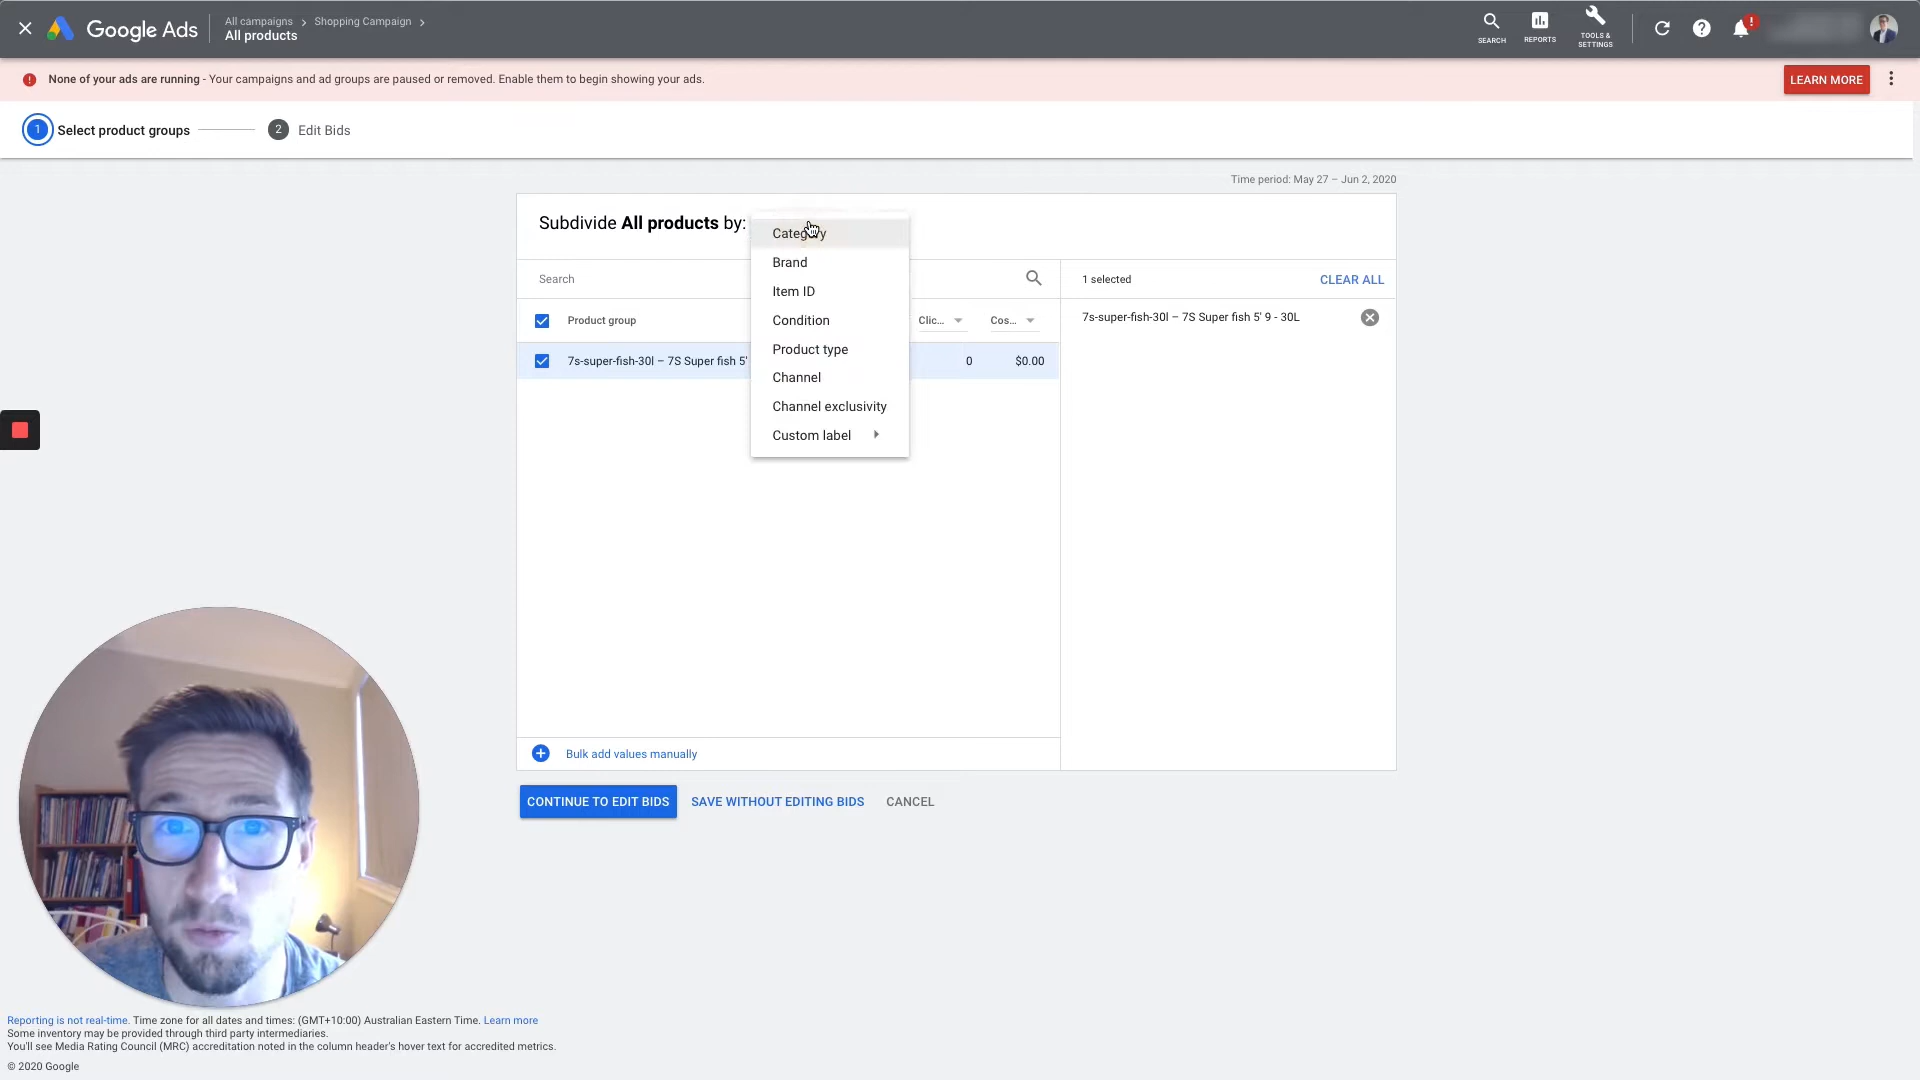 Google Ads
All campaigns > Shopping Campaign >
All products
SEARCH
REPORTS
TOOLS &
SETTINGS
!
! None of your ads are running - Your campaigns and ad groups are paused or removed. Enable them to begin showing your ads.
LEARN MORE
1 Select product groups
2 Edit Bids
Time period: May 27 – Jun 2, 2020
Subdivide All products by:
Category
Brand
Item ID
Condition
Product type
Channel
Channel exclusivity
Custom label
Search
1 selected
CLEAR ALL
Product group
Clic...
Cos...
7s-super-fish-30l – 7S Super fish 5' 9 - 30L
7s-super-fish-30l – 7S Super fish 5'
0
$0.00
Bulk add values manually
CONTINUE TO EDIT BIDS
SAVE WITHOUT EDITING BIDS
CANCEL
Reporting is not real-time. Time zone for all dates and times: (GMT+10:00) Australian Eastern Time. Learn more
Some inventory may be provided through third party intermediaries.
You'll see Media Rating Council (MRC) accreditation noted in the column header's hover text for accredited metrics.
© 2020 Google